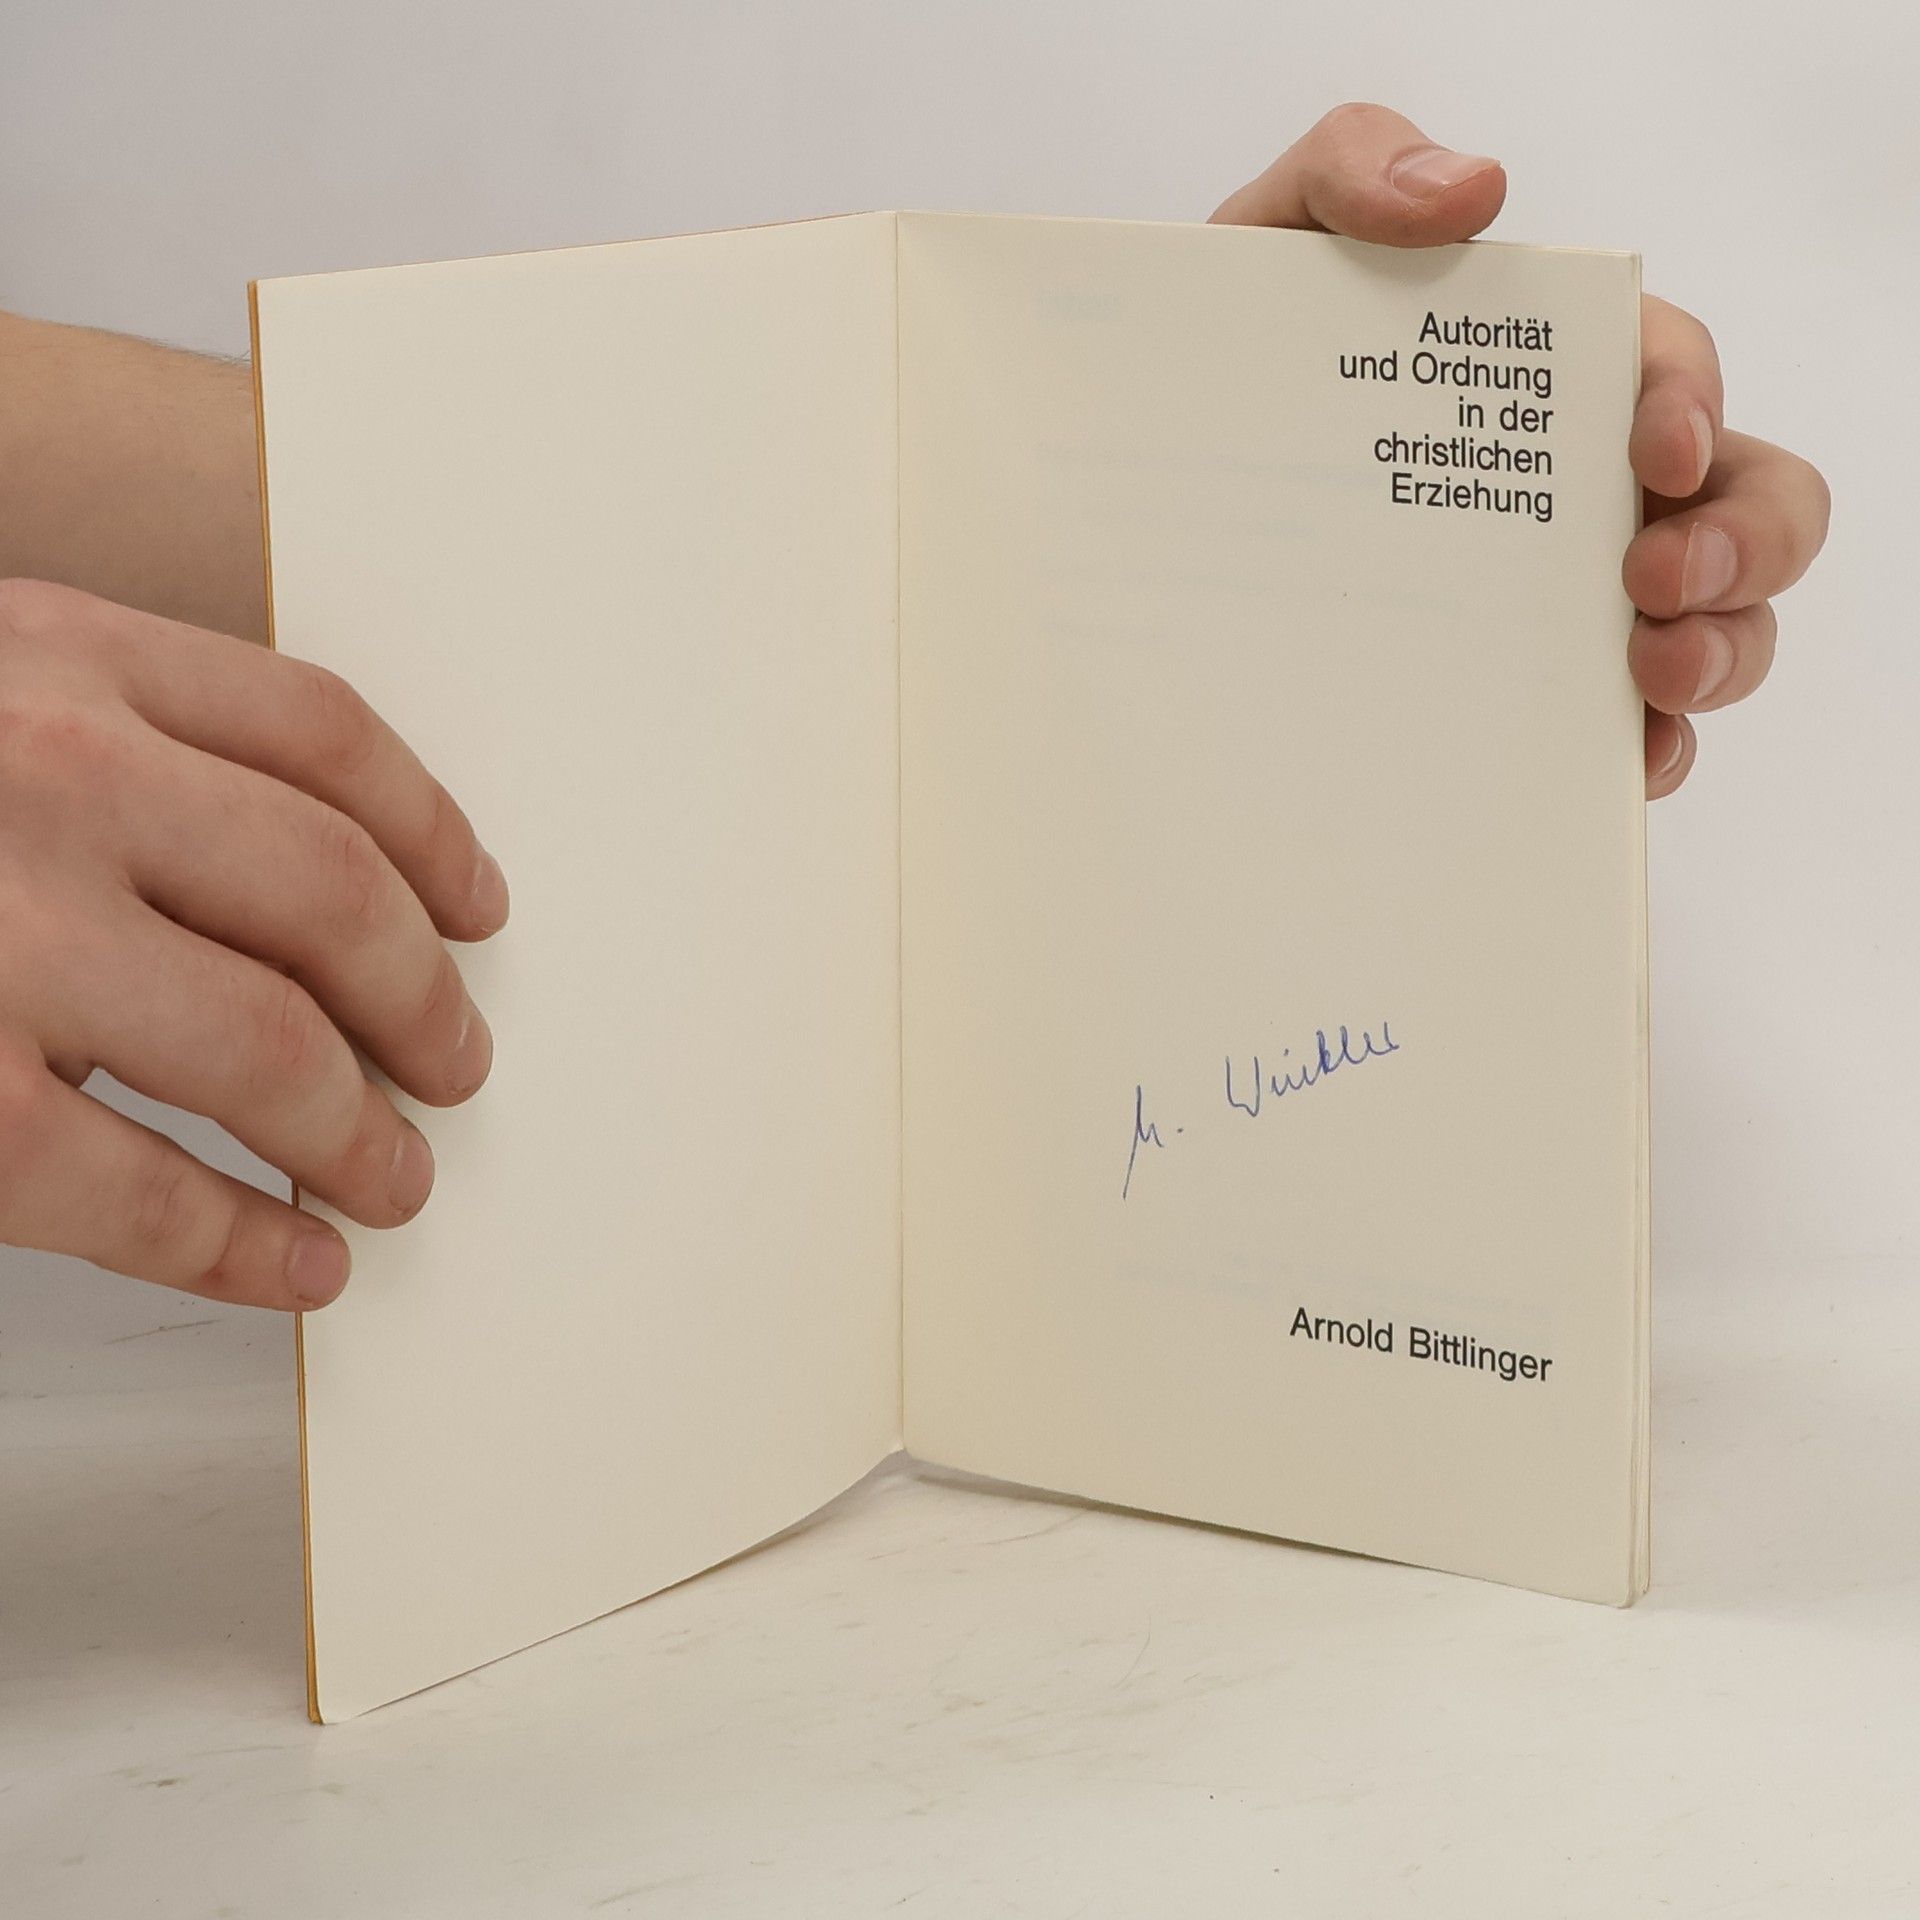 Autorität
und Ordnung
in der
christlichen
Erziehung
M. Winkler
Arnold Bittlinger